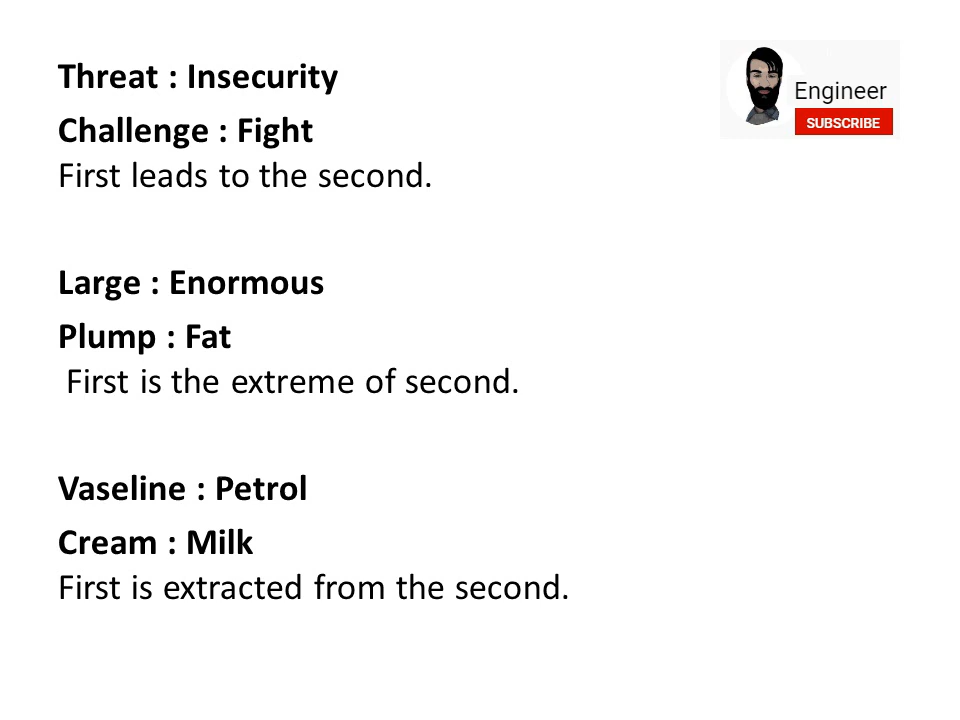 Threat : Insecurity
Challenge : Fight
First leads to the second.
Large : Enormous
Plump : Fat
First is the extreme of second.
Vaseline : Petrol
Cream : Milk
First is extracted from the second.
Engineer
SUBSCRIBE